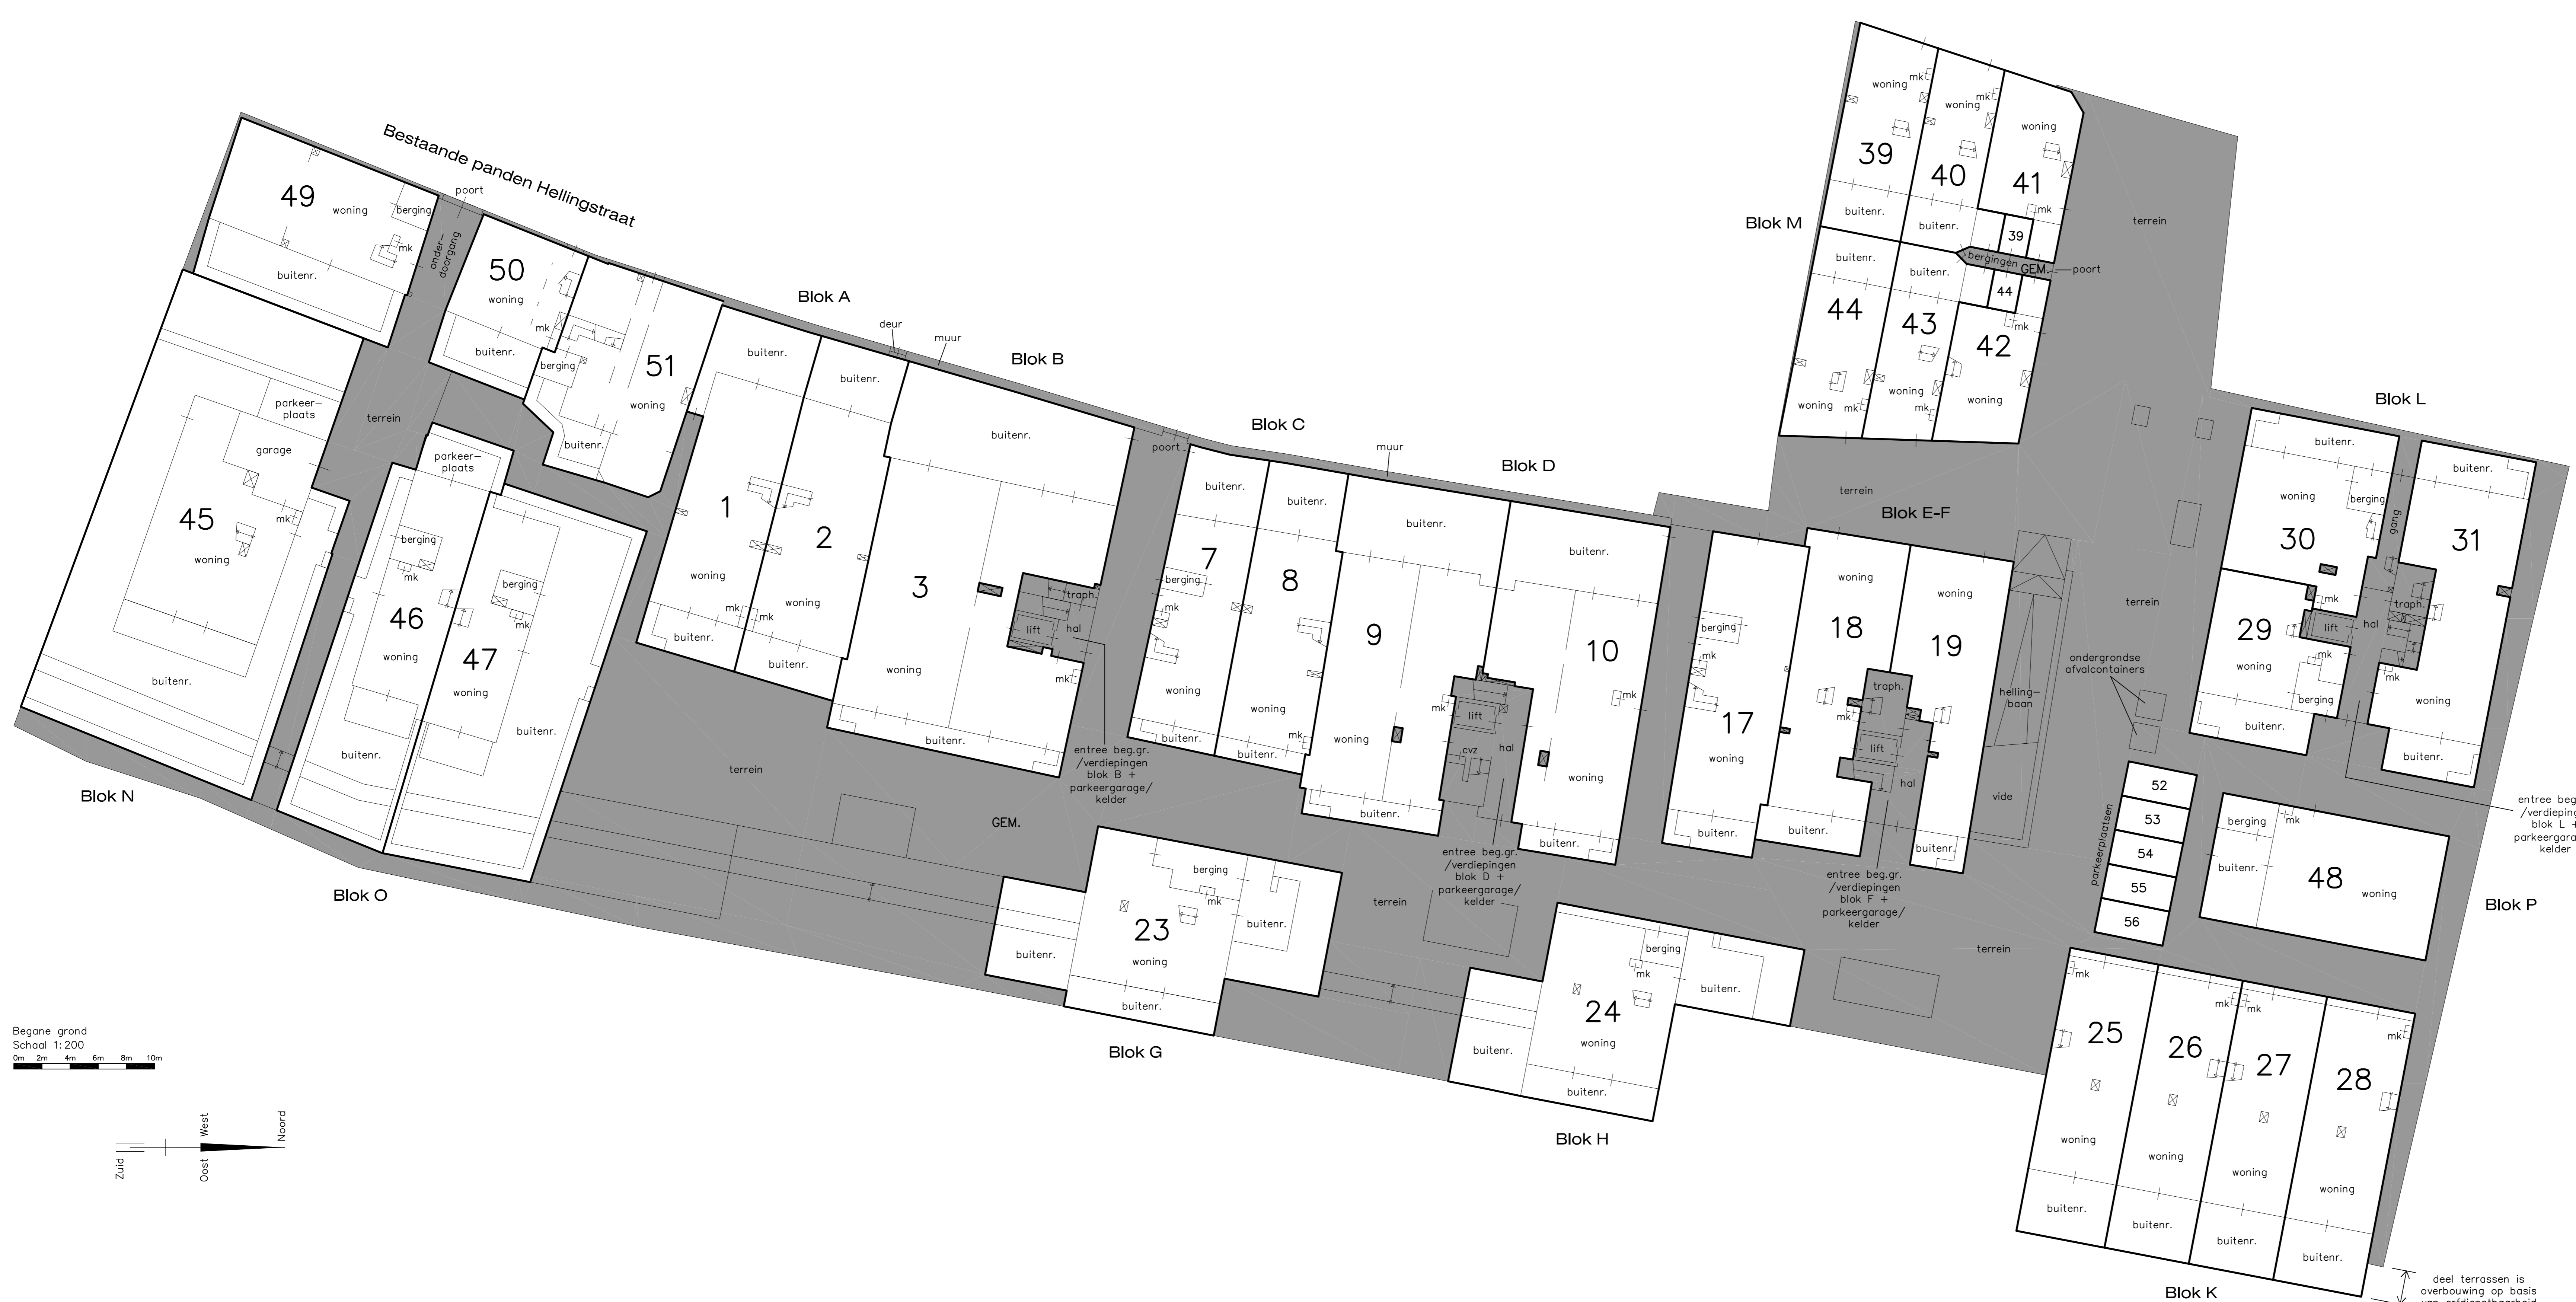 Bestaande panden Hellingstraat
49
woning
berging
mk
buitenr.
poort
onder-
doorgang
50
woning
mk
buitenr.
berging
51
woning
buitenr.
parkeer-
plaats
garage
45
mk
woning
buitenr.
Blok N
terrein
parkeer-
plaats
berging
mk
46
woning
buitenr.
berging
mk
47
woning
buitenr.
Blok O
Blok A
buitenr.
1
woning
mk
buitenr.
buitenr.
2
woning
mk
buitenr.
deur
muur
Blok B
buitenr.
3
woning
traph.
lift
hal
mk
buitenr.
entree beg.gr.
/verdiepingen
blok B +
parkeergarage/
kelder
terrein
GEM.
poort
Blok C
buitenr.
7
berging
mk
woning
buitenr.
buitenr.
8
woning
mk
buitenr.
muur
Blok D
buitenr.
9
woning
buitenr.
mk
lift
cvz
hal
buitenr.
10
mk
woning
buitenr.
entree beg.gr.
/verdiepingen
blok D +
parkeergarage/
kelder
Blok E-F
berging
mk
17
woning
buitenr.
woning
18
mk
buitenr.
traph.
lift
hal
woning
19
buitenr.
entree beg.gr.
/verdiepingen
blok F +
parkeergarage/
kelder
helling-
baan
vide
Blok M
woning
mk
39
buitenr.
woning
mk
40
buitenr.
woning
41
mk
39
bergingen
GEM.
poort
44
buitenr.
44
woning
mk
buitenr.
43
woning
mk
mk
42
woning
terrein
terrein
terrein
ondergrondse
afvalcontainers
Blok L
buitenr.
woning
berging
30
mk
gang
buitenr.
31
mk
woning
buitenr.
traph.
hal
lift
29
woning
mk
berging
buitenr.
entree beg
/verdieping
blok L +
parkeergara
kelder
parkeerplaatsen
52
53
54
55
56
berging
mk
buitenr.
48
woning
Blok P
berging
mk
buitenr.
23
woning
buitenr.
buitenr.
Blok G
terrein
berging
mk
buitenr.
24
woning
buitenr.
buitenr.
Blok H
terrein
mk
25
woning
buitenr.
mk
26
woning
buitenr.
mk
27
woning
buitenr.
mk
28
woning
buitenr.
Blok K
deel terrassen is
overbouwing op basis
Begane grond
Schaal 1:200
0m 2m 4m 6m 8m 10m
Zuid
Oost
West
Noord